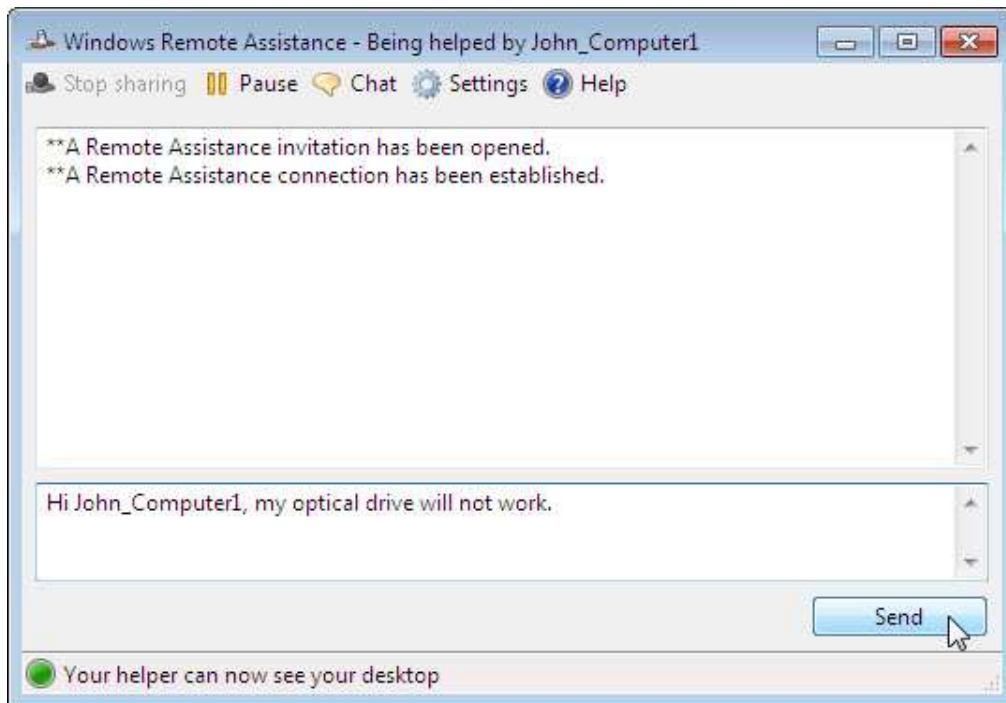 Windows Remote Assistance - Being helped by John_Computer1
Stop sharing Pause Chat Settings Help
**A Remote Assistance invitation has been opened.
**A Remote Assistance connection has been established.
Hi John_Computer1, my optical drive will not work.
Send
Your helper can now see your desktop